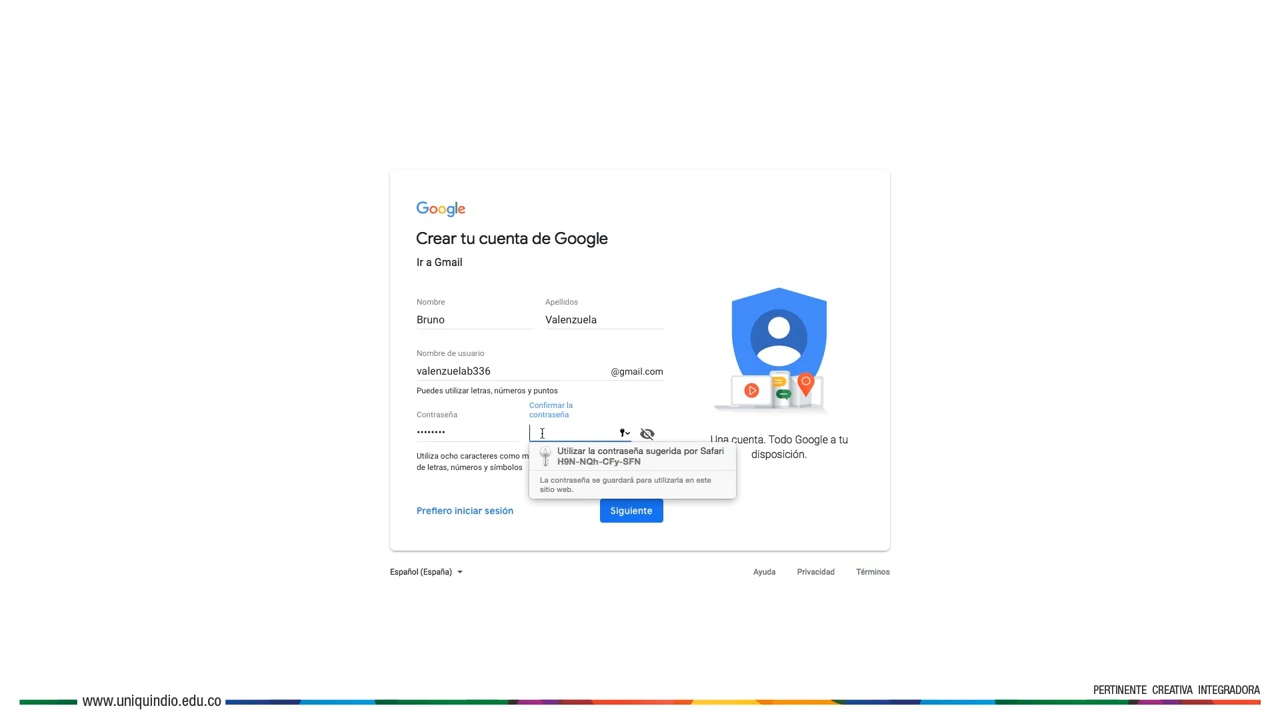 Google
Crear tu cuenta de Google
Ir a Gmail
Nombre
Apellidos
Bruno
Valenzuela
Nombre de usuario
valenzuelab336
@gmail.com
Puedes utilizar letras, números y puntos
Contraseña
Confirmar la
contraseña
••••••••
Utiliza ocho caracteres como m
de letras, números y símbolos
Utilizar la contraseña sugerida por Safari
H9N-NQh-CFy-SFN
La contraseña se guardará para utilizarla en este
sitio web.
Una cuenta. Todo Google a tu
disposición.
Prefiero iniciar sesión
Siguiente
Español (España)
Ayuda
Privacidad
Términos
PERTINENTE CREATIVA INTEGRADORA
www.uniquindio.edu.co